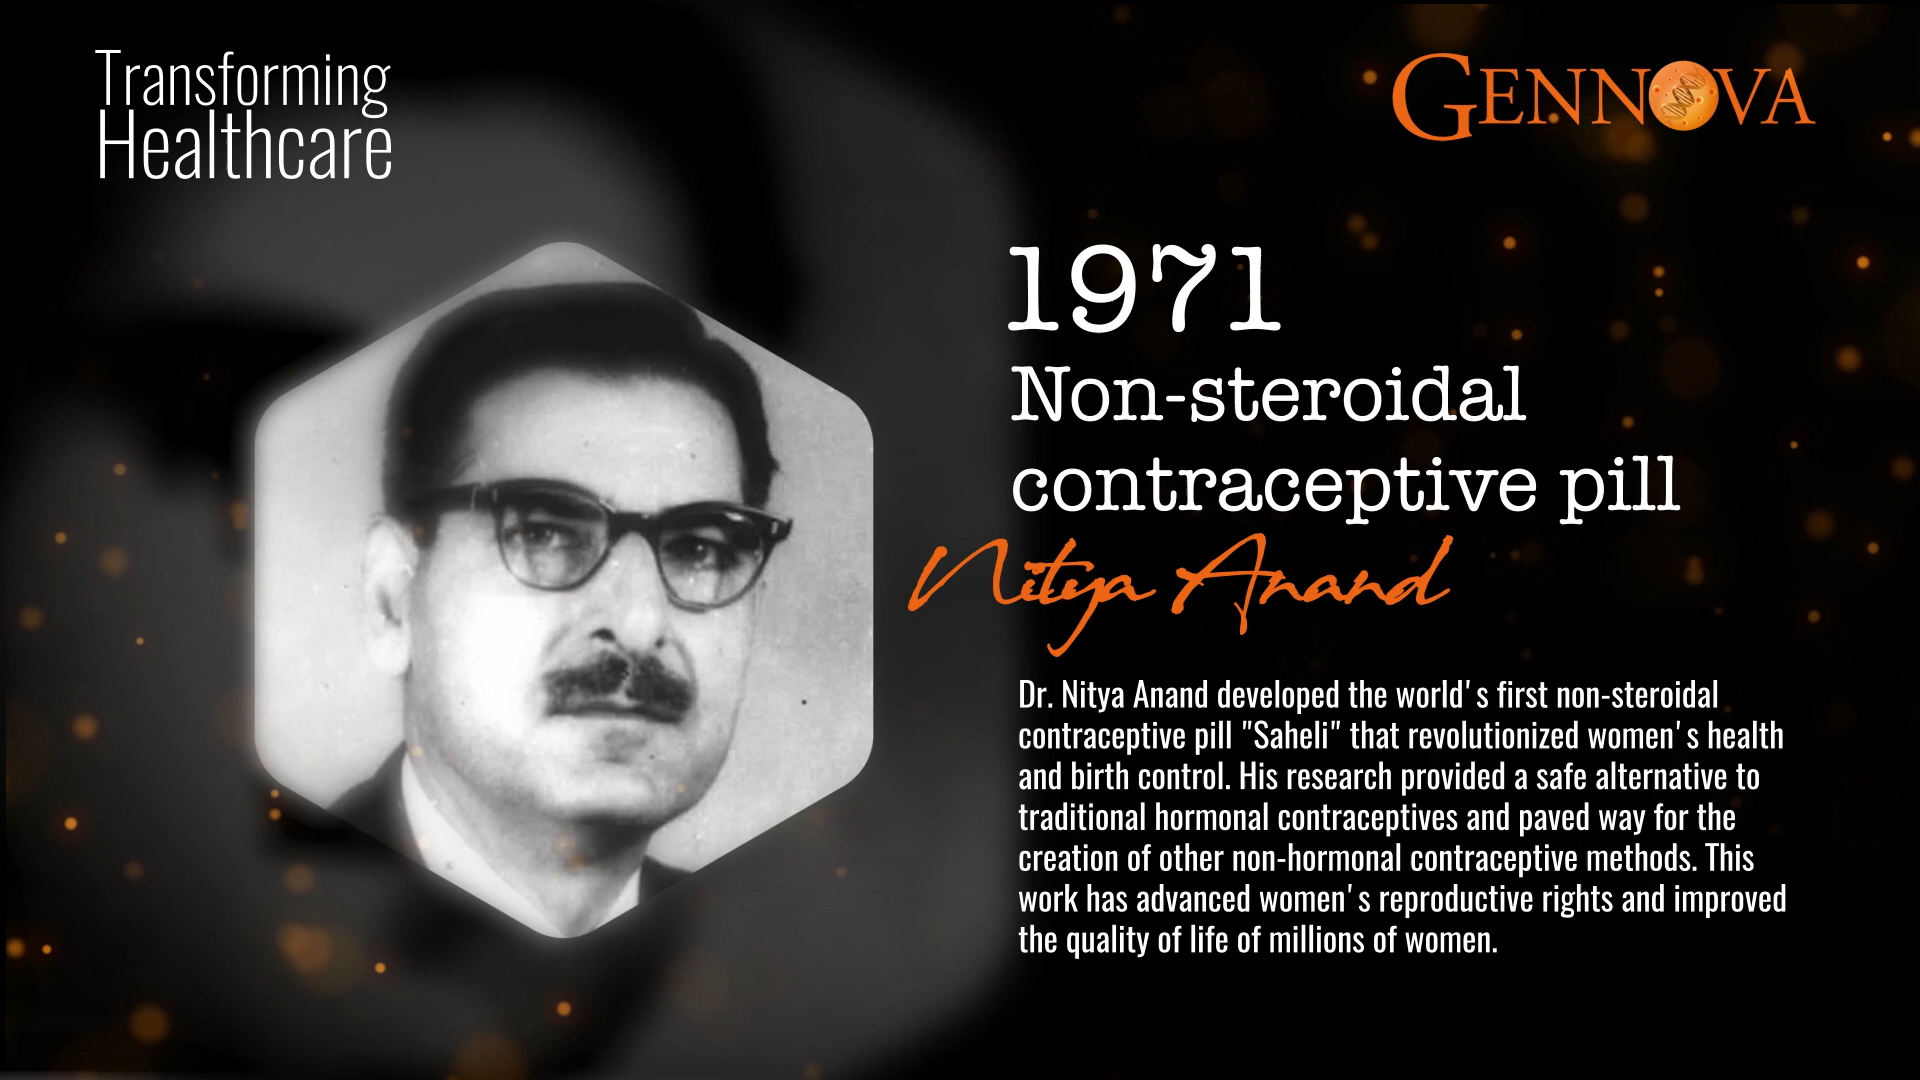 Transforming
Healthcare
GENNOVA
1971
Non-steroidal
contraceptive pill
Nitya Anand
Dr. Nitya Anand developed the world's first non-steroidal
contraceptive pill "Saheli" that revolutionized women's health
and birth control. His research provided a safe alternative to
traditional hormonal contraceptives and paved way for the
creation of other non-hormonal contraceptive methods. This
work has advanced women's reproductive rights and improved
the quality of life of millions of women.